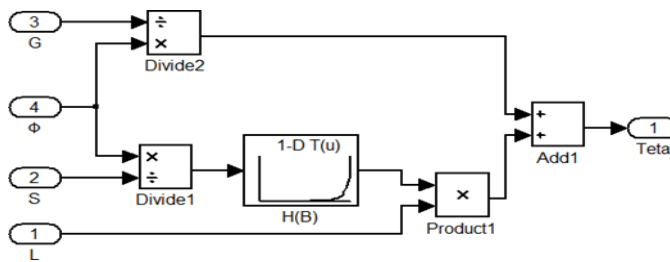 3
G
÷
×
Divide2
4
Φ
×
÷
Divide1
2
S
1-D T(u)
H(B)
1
L
×
Product1
+
+
Add1
1
Teta